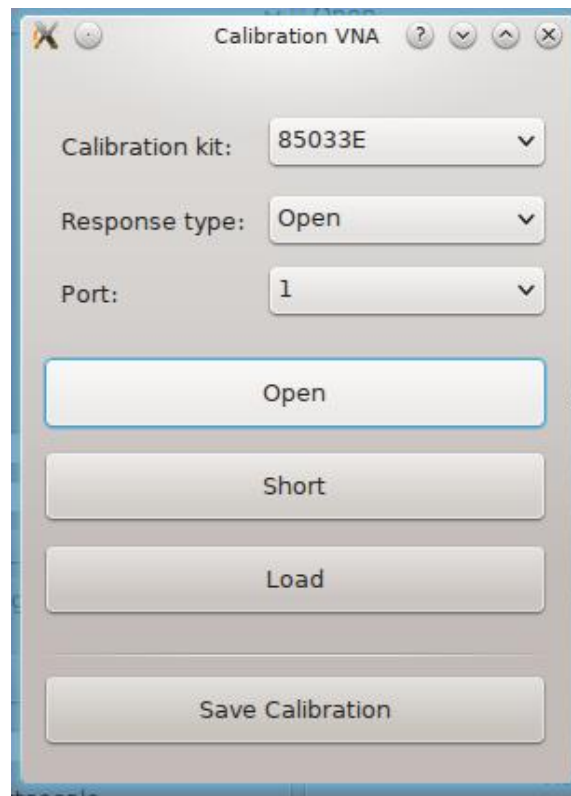 Calibration VNA
Calibration kit: 85033E
Response type: Open
Port: 1
Open
Short
Load
Save Calibration